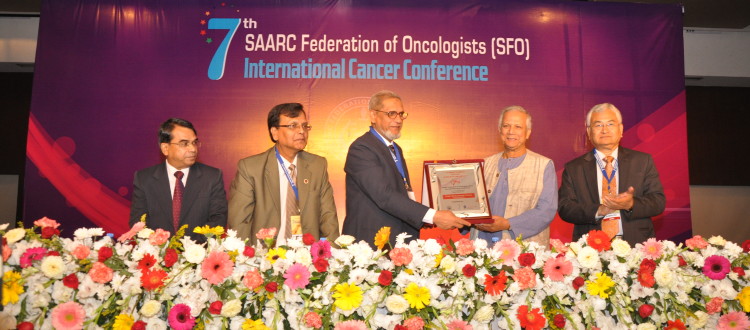 7th
SAARC Federation of Oncologists (SFO)
International Cancer Conference